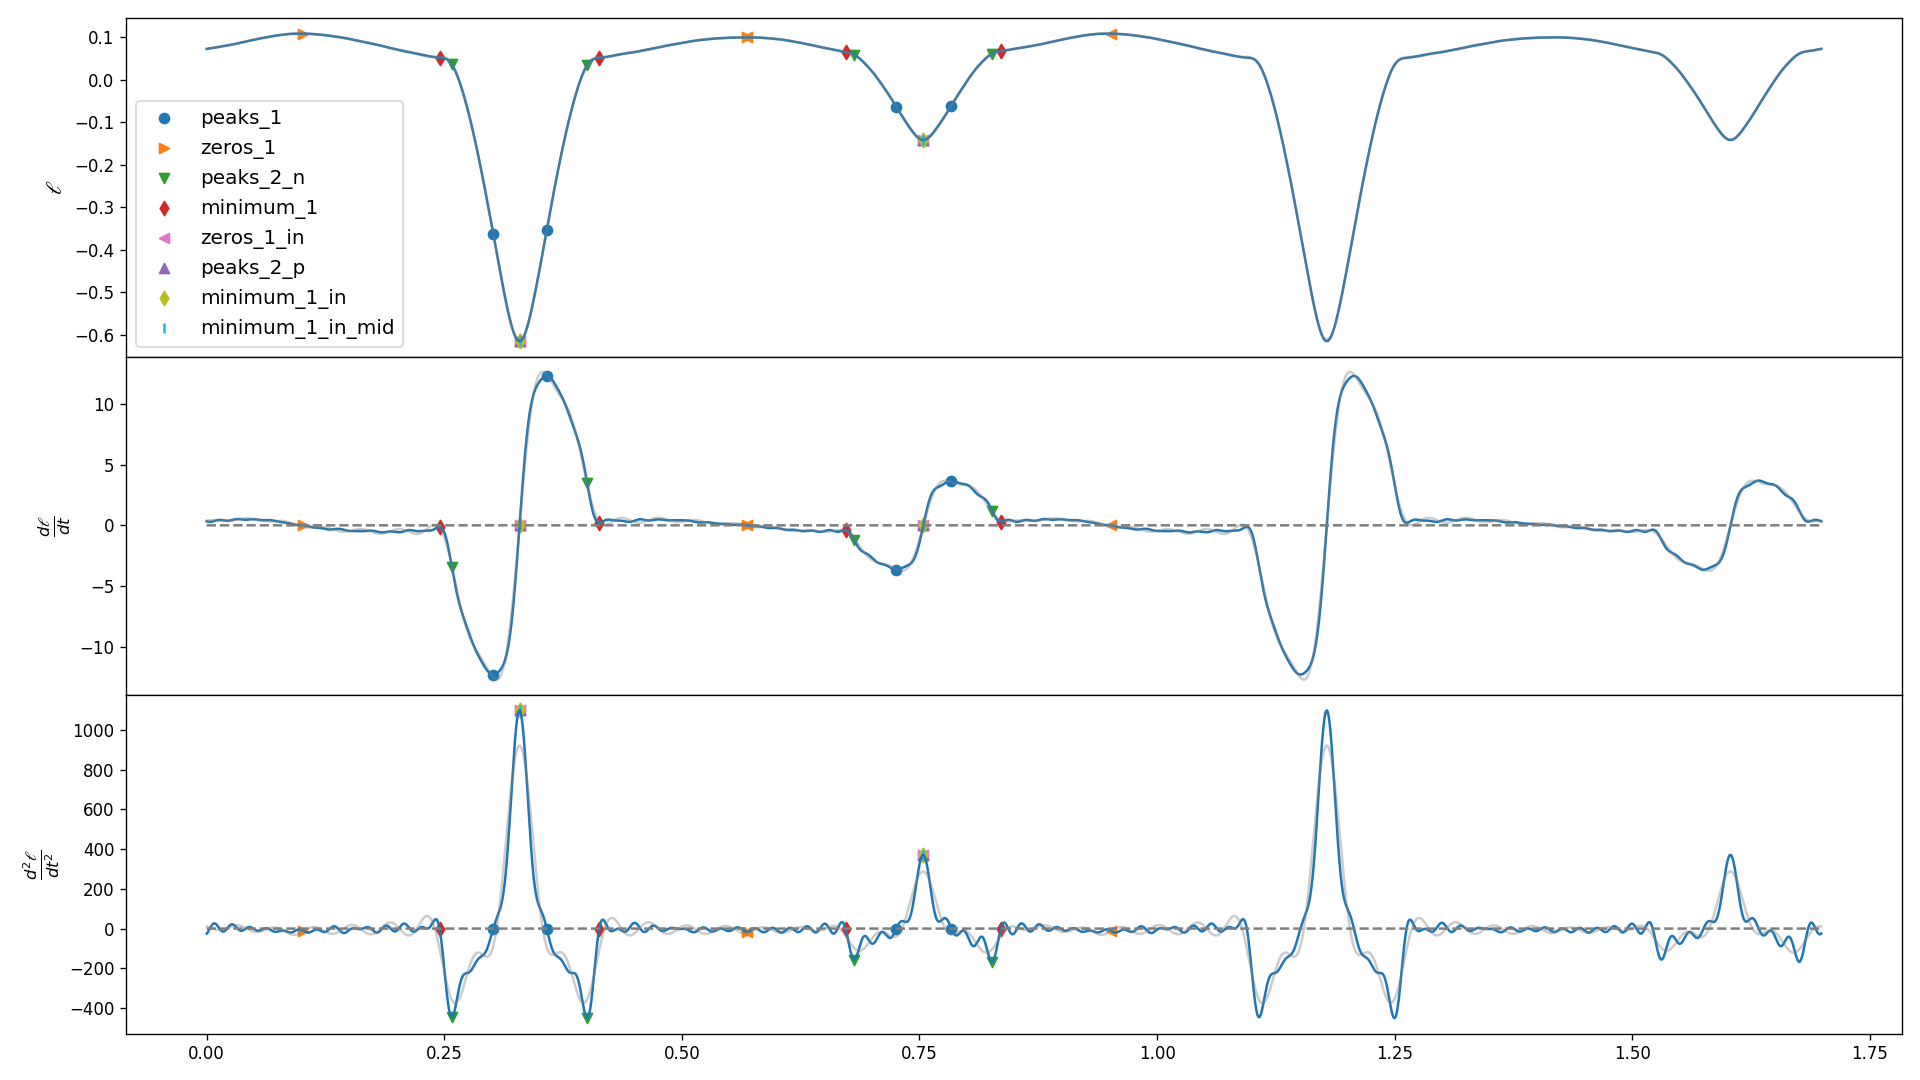 0.1
0.0
−0.1
−0.2
−0.3
−0.4
−0.5
−0.6
ℓ
peaks_1
zeros_1
peaks_2_n
minimum_1
zeros_1_in
peaks_2_p
minimum_1_in
minimum_1_in_mid
10
5
0
−5
−10
dℓ
dt
1000
800
600
400
200
0
−200
−400
d²ℓ
dt²
0.00 0.25 0.50 0.75 1.00 1.25 1.50 1.75